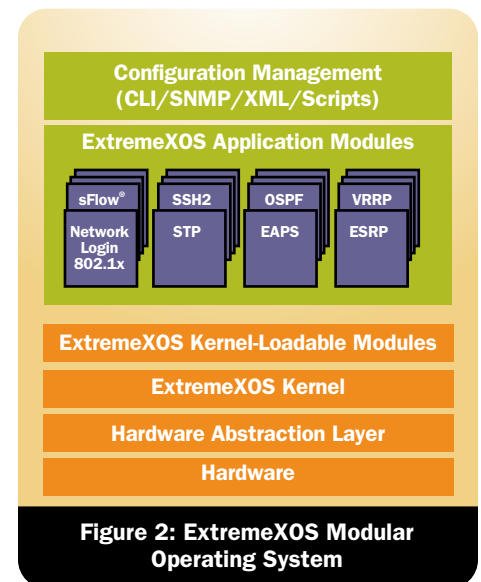 Configuration Management
(CLI/SNMP/XML/Scripts)
ExtremeXOS Application Modules
sFlow®
SSH2
OSPF
VRRP
Network
Login
802.1x
STP
EAPS
ESRP
ExtremeXOS Kernel-Loadable Modules
ExtremeXOS Kernel
Hardware Abstraction Layer
Hardware
Figure 2: ExtremeXOS Modular
Operating System